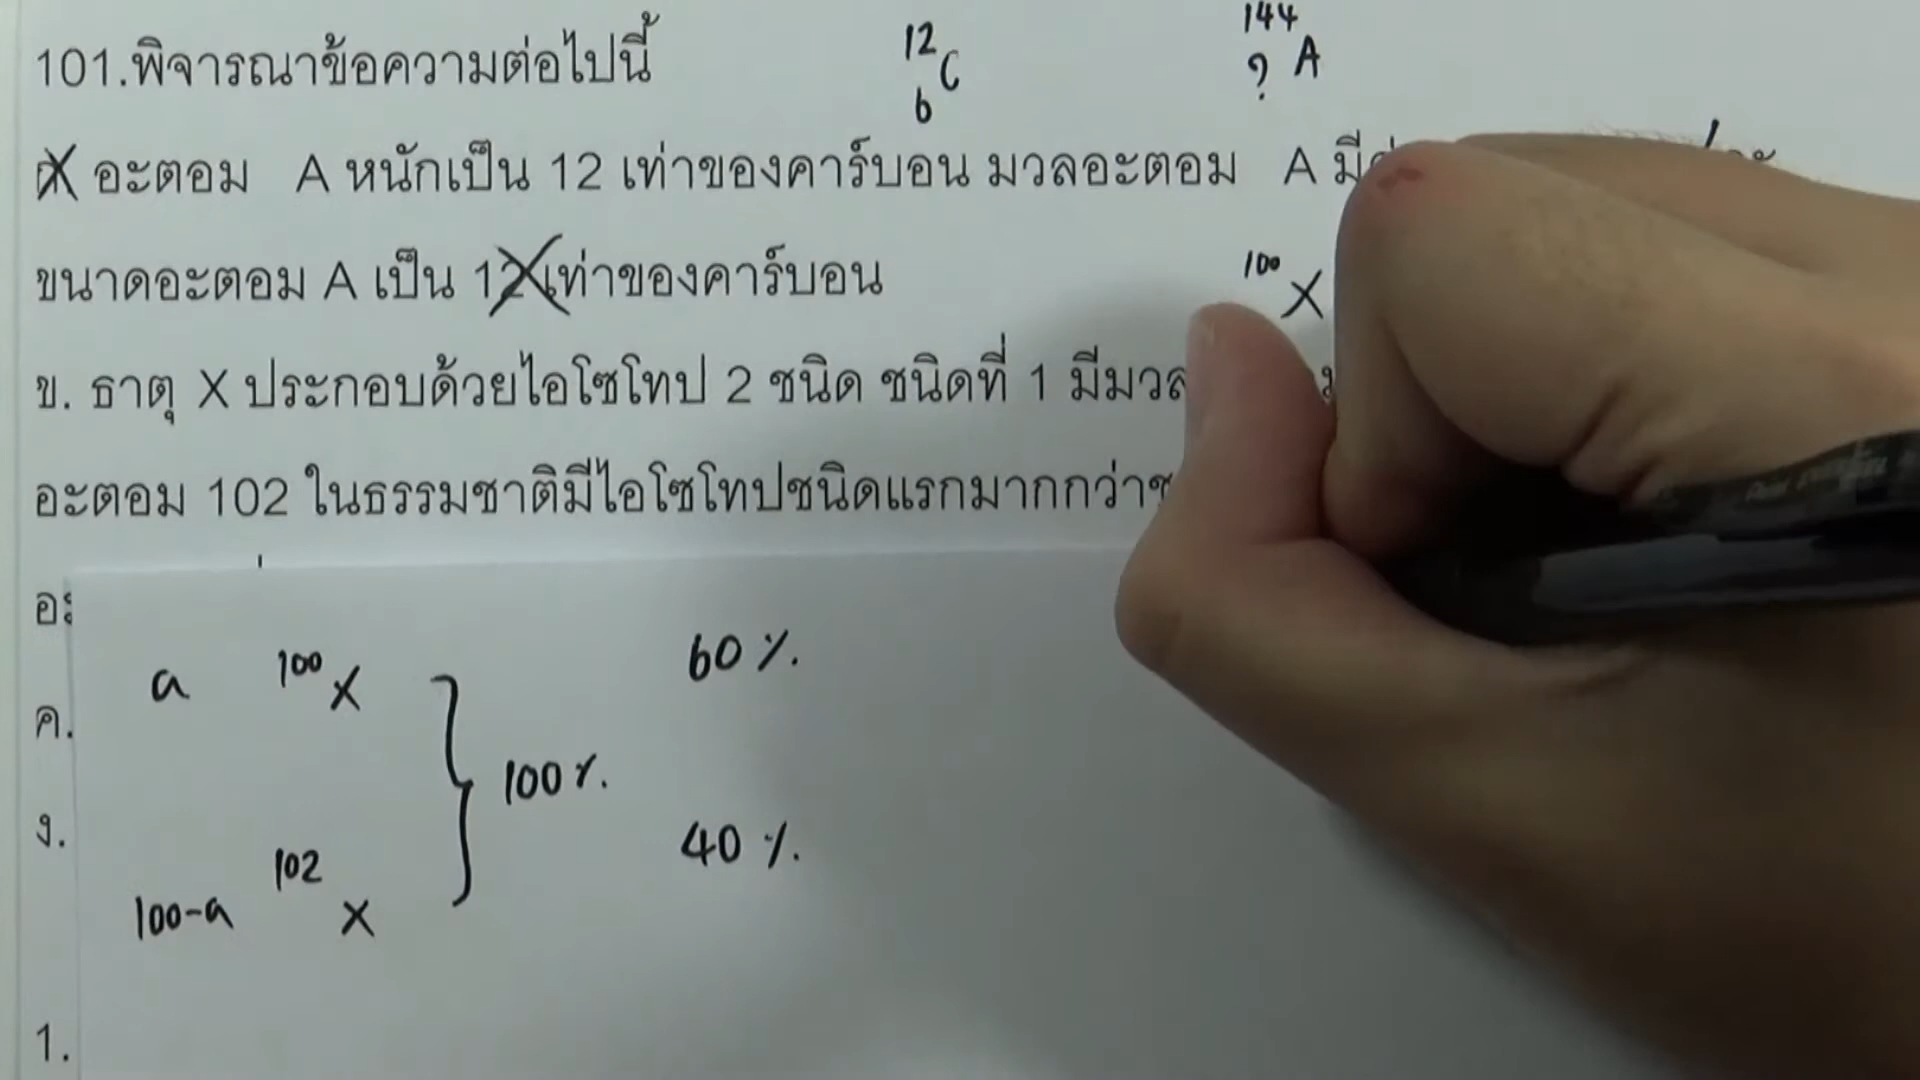 101.พิจารณาข้อความต่อไปนี้ 12 6 C 144 ? A
อะตอม A หนักเป็น 12 เท่าของคาร์บอน มวลอะตอม A มี
ขนาดอะตอม A เป็น 12 เท่าของคาร์บอน 100 X
ข. ธาตุ X ประกอบด้วยไอโซโทป 2 ชนิด ชนิดที่ 1 มีมวล
อะตอม 102 ในธรรมชาติมีไอโซโทปชนิดแรกมากกว่า
อะ
a 100 X 60 %.
ค.
100 %.
ง.
40 %.
100-a 102 X
1.